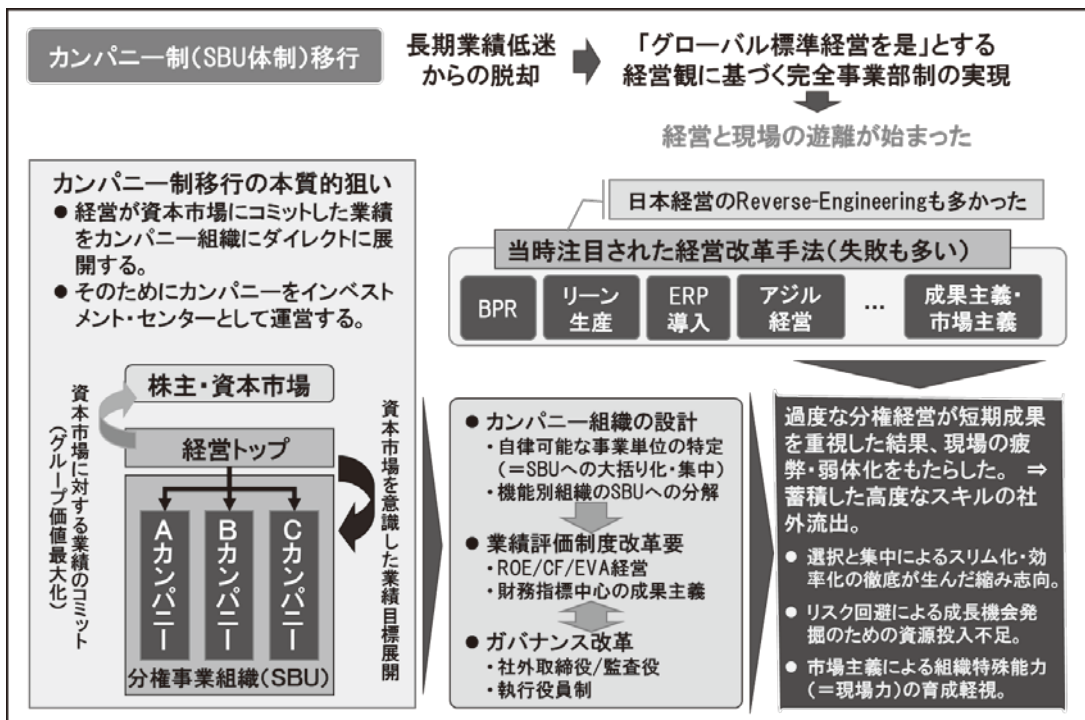 カンパニー制(SBU体制)移行
長期業績低迷
からの脱却
「グローバル標準経営を是」とする
経営観に基づく完全事業部制の実現
経営と現場の遊離が始まった
カンパニー制移行の本質的狙い
● 経営が資本市場にコミットした業績
をカンパニー組織にダイレクトに展
開する。
● そのためにカンパニーをインベスト
メント・センターとして運営する。
資本市場に対する業績のコミット
(グループ価値最大化)
株主・資本市場
経営トップ
Aカンパニー
Bカンパニー
Cカンパニー
分権事業組織(SBU)
資本市場を意識した業績目標展開
日本経営のReverse-Engineeringも多かった
当時注目された経営改革手法(失敗も多い)
BPR
リーン
生産
ERP
導入
アジル
経営
…
成果主義・
市場主義
● カンパニー組織の設計
・自律可能な事業単位の特定
(=SBUへの大括り化・集中)
・機能別組織のSBUへの分解
● 業績評価制度改革要
・ROE/CF/EVA経営
・財務指標中心の成果主義
● ガバナンス改革
・社外取締役/監査役
・執行役員制
過度な分権経営が短期成果
を重視した結果、現場の疲
弊・弱体化をもたらした。 ⇒
蓄積した高度なスキルの社
外流出。
● 選択と集中によるスリム化・効
率化の徹底が生んだ縮み志向。
● リスク回避による成長機会発
掘のための資源投入不足。
● 市場主義による組織特殊能力
(=現場力)の育成軽視。